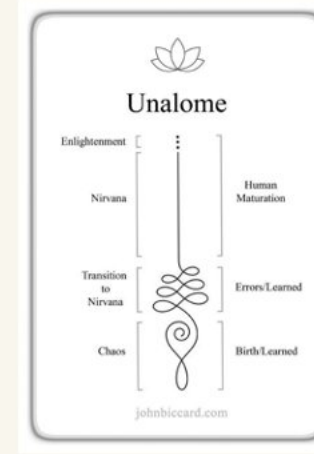 Unalome
Enlightenment
Nirvana
Human
Maturation
Transition
to
Nirvana
Errors/Learned
Chaos
Birth/Learned
johnbiccard.com